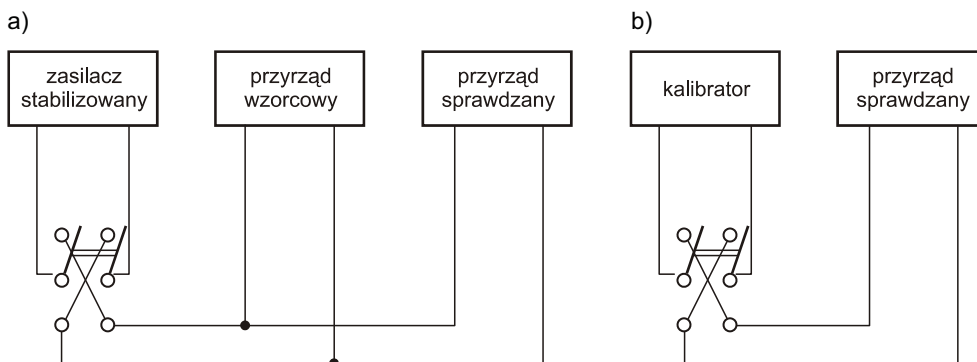 a)
zasilacz
stabilizowany
przyrząd
wzorcowy
przyrząd
sprawdzany
b)
kalibrator
przyrząd
sprawdzany